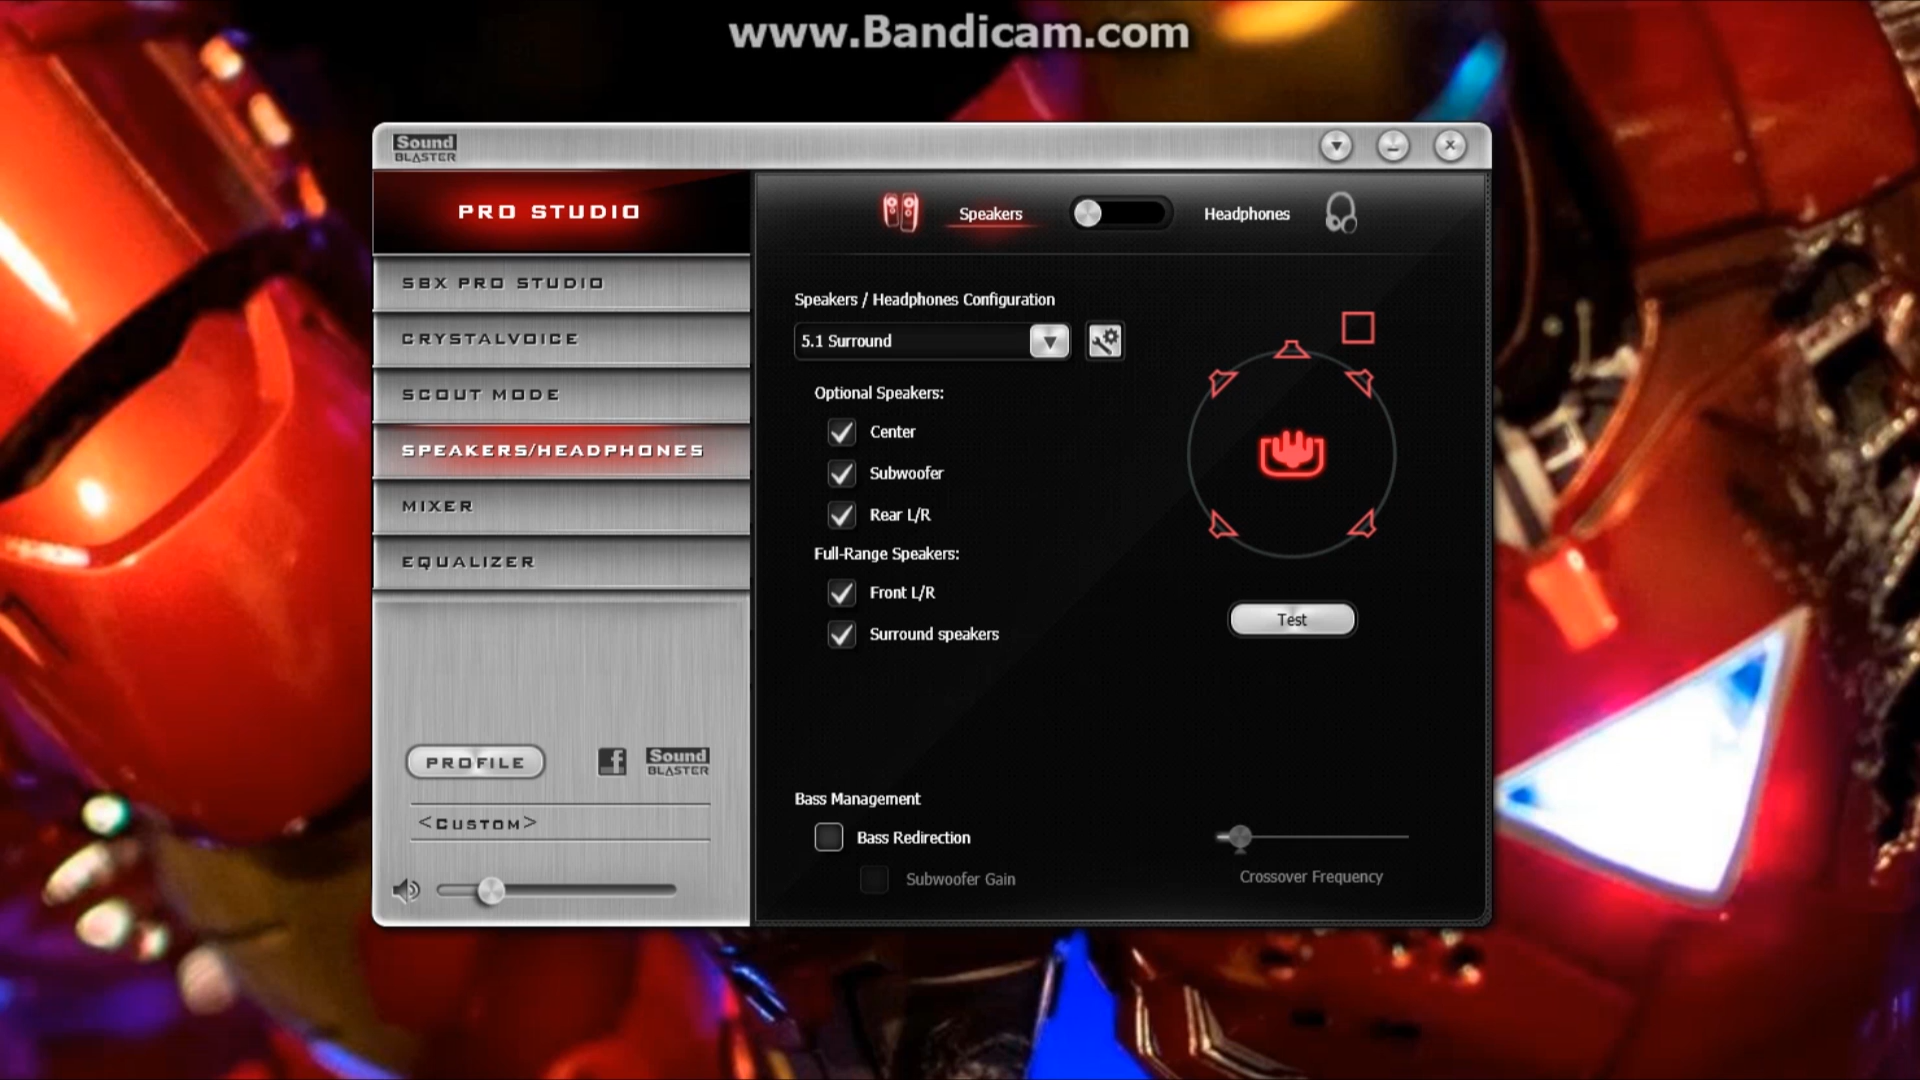 www.Bandicam.com
Sound
BLASTER
PRO STUDIO
SBX PRO STUDIO
CRYSTALVOICE
SCOUT MODE
SPEAKERS/HEADPHONES
MIXER
EQUALIZER
PROFILE
f
Sound
BLASTER
<CUSTOM>
Speakers
Headphones
Speakers / Headphones Configuration
5.1 Surround
Optional Speakers:
Center
Subwoofer
Rear L/R
Full-Range Speakers:
Front L/R
Surround speakers
Test
Bass Management
Bass Redirection
Subwoofer Gain
Crossover Frequency